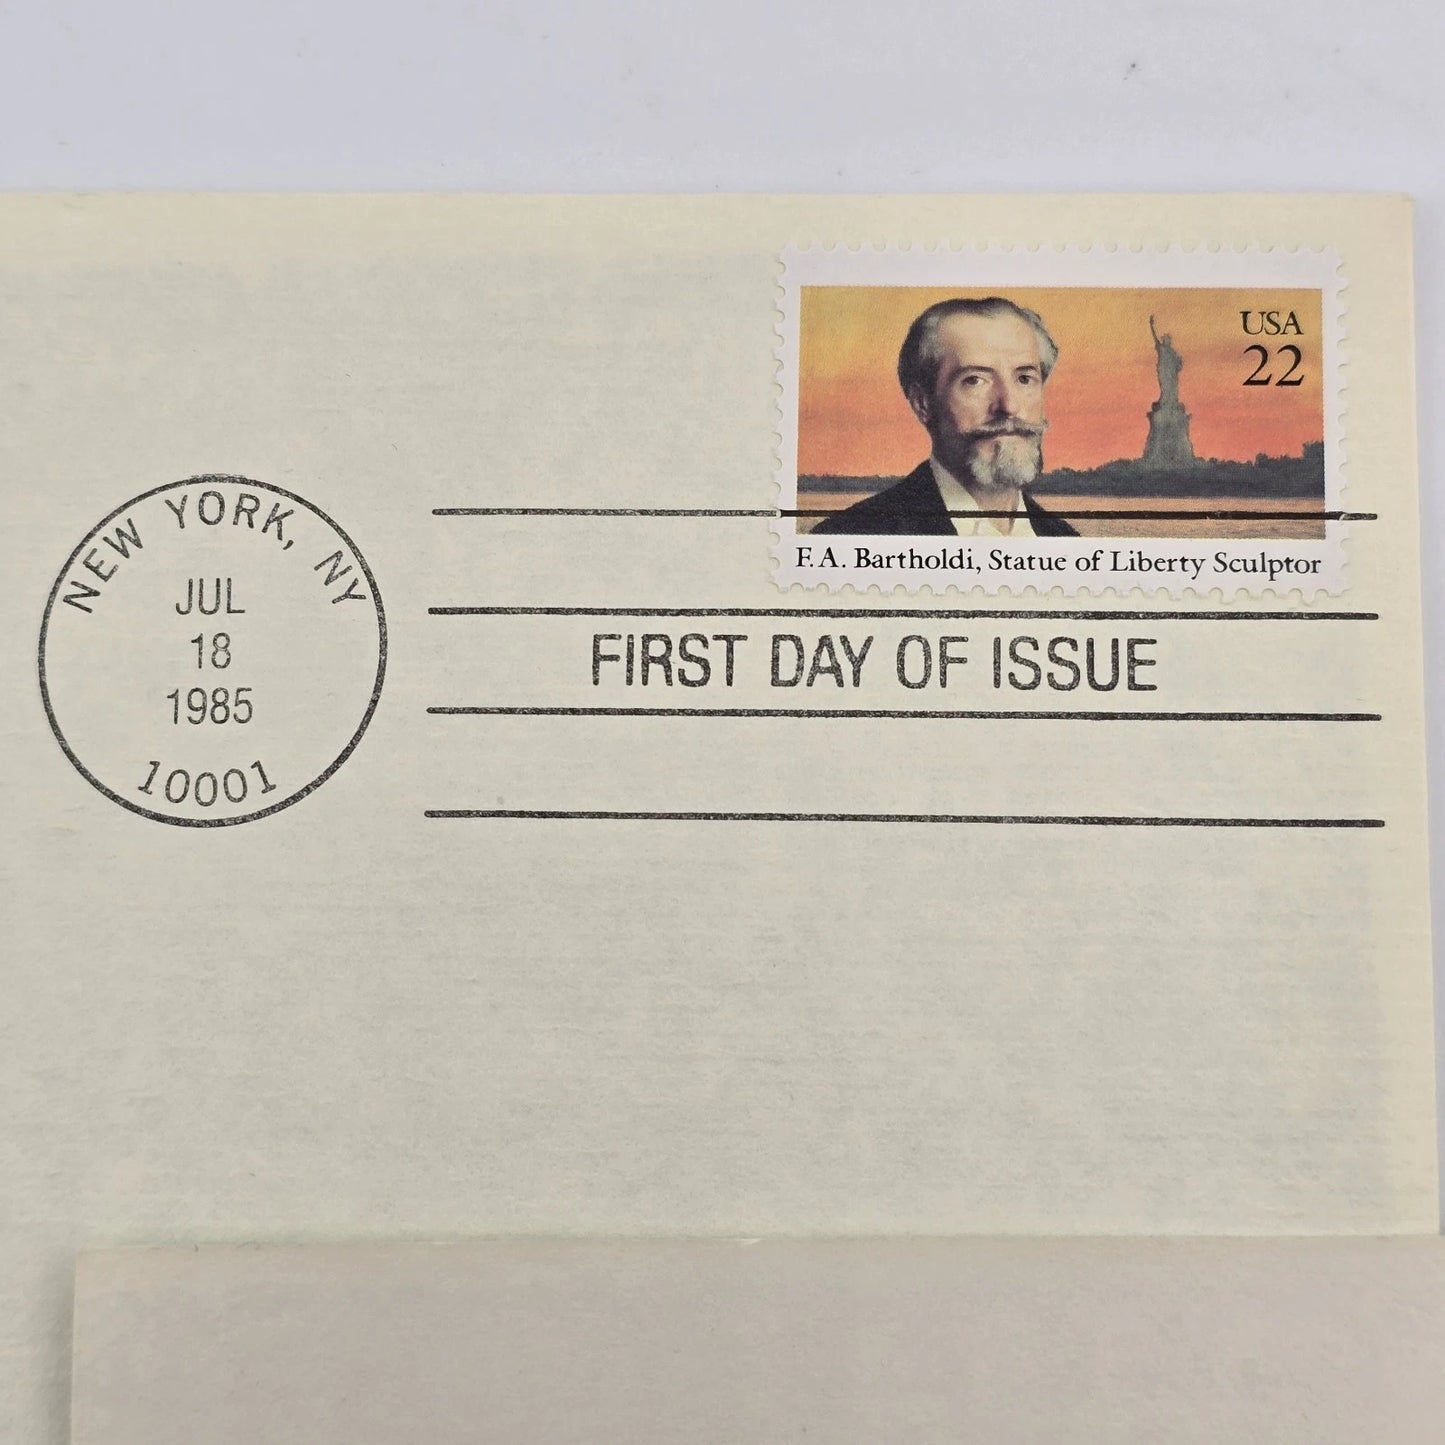 USA
22
F.A. Bartholdi, Statue of Liberty Sculptor
NEW YORK, NY
JUL
18
1985
10001
FIRST DAY OF ISSUE